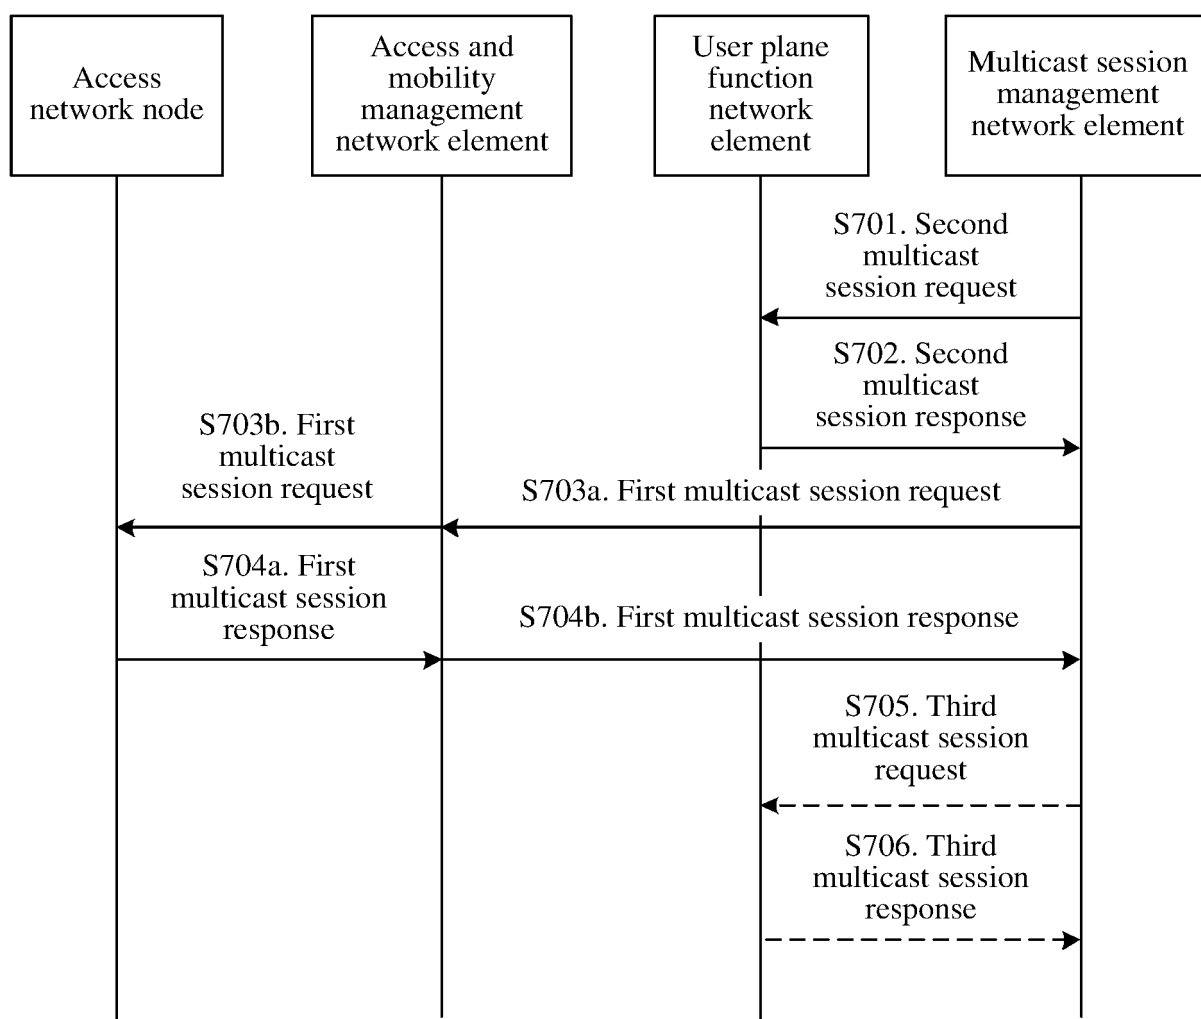 Access
network node
Access and
mobility
management
network element
User plane
function
network
element
Multicast session
management
network element
S701. Second
multicast
session request
S702. Second
multicast
session response
S703b. First
multicast
session request
S703a. First multicast session request
S704a. First
multicast session
response
S704b. First multicast session response
S705. Third
multicast session
request
S706. Third
multicast session
response